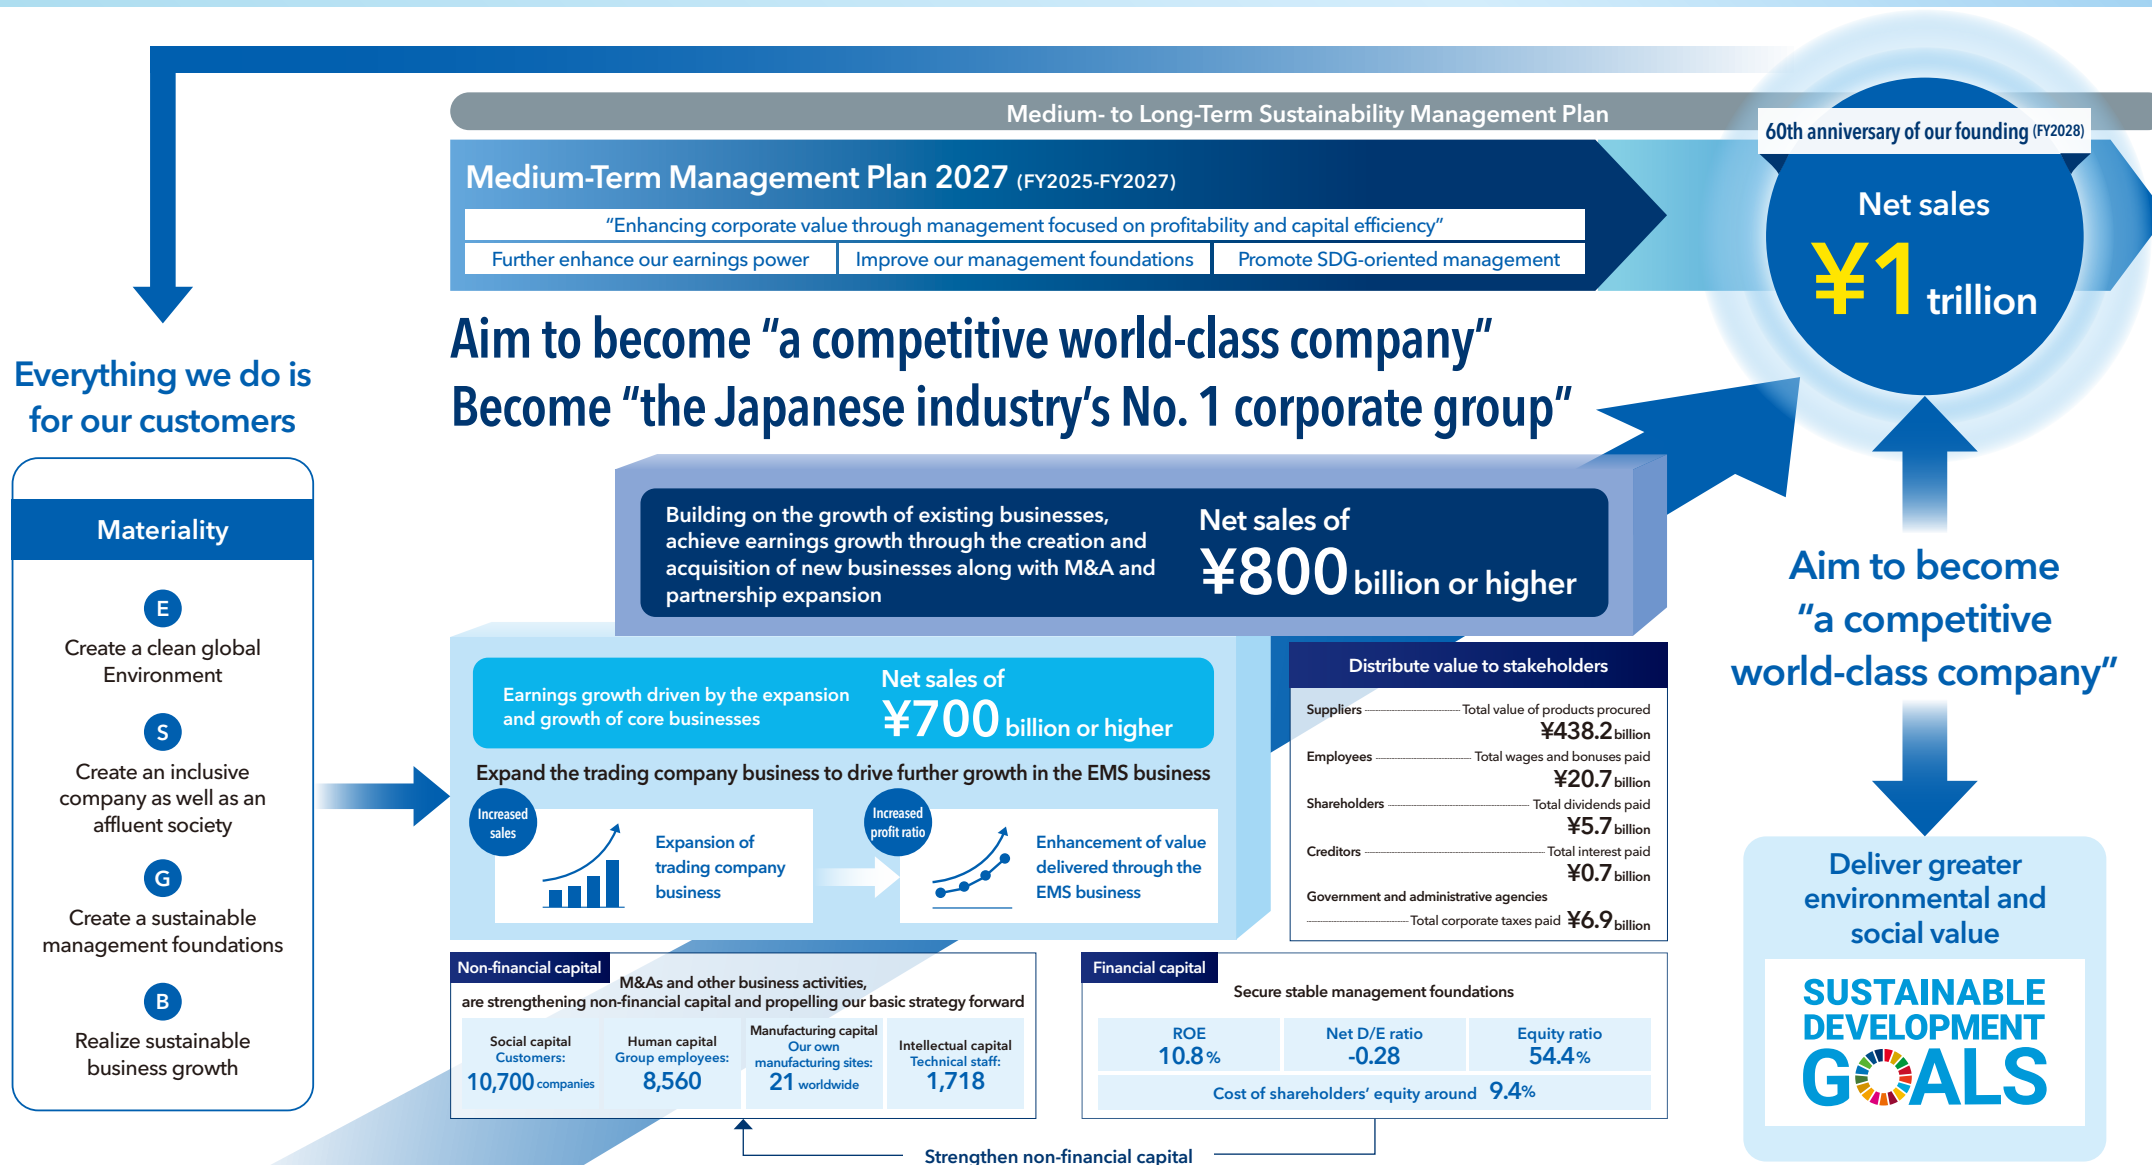 Medium- to Long-Term Sustainability Management Plan
60th anniversary of our founding (FY2028)
Net sales
¥1 trillion
Medium-Term Management Plan 2027 (FY2025-FY2027)
“Enhancing corporate value through management focused on profitability and capital efficiency”
Further enhance our earnings power
Improve our management foundations
Promote SDG-oriented management
Aim to become “a competitive world-class company”
Become “the Japanese industry’s No. 1 corporate group”
Everything we do is
for our customers
Materiality
E
Create a clean global
Environment
S
Create an inclusive
company as well as an
affluent society
G
Create a sustainable
management foundations
B
Realize sustainable
business growth
Building on the growth of existing businesses,
achieve earnings growth through the creation and
acquisition of new businesses along with M&A and
partnership expansion
Net sales of
¥800 billion or higher
Earnings growth driven by the expansion
and growth of core businesses
Net sales of
¥700 billion or higher
Expand the trading company business to drive further growth in the EMS business
Increased
sales
Expansion of
trading company
business
Increased
profit ratio
Enhancement of value
delivered through the
EMS business
Distribute value to stakeholders
Suppliers Total value of products procured
¥438.2 billion
Employees Total wages and bonuses paid
¥20.7 billion
Shareholders Total dividends paid
¥5.7 billion
Creditors Total interest paid
¥0.7 billion
Government and administrative agencies
Total corporate taxes paid ¥6.9 billion
Non-financial capital
M&As and other business activities,
are strengthening non-financial capital and propelling our basic strategy forward
Social capital
Customers:
10,700 companies
Human capital
Group employees:
8,560
Manufacturing capital
Our own
manufacturing sites:
21 worldwide
Intellectual capital
Technical staff:
1,718
Financial capital
Secure stable management foundations
ROE
10.8%
Net D/E ratio
-0.28
Equity ratio
54.4%
Cost of shareholders’ equity around 9.4%
Strengthen non-financial capital
Aim to become
“a competitive
world-class company”
Deliver greater
environmental and
social value
SUSTAINABLE
DEVELOPMENT
GOALS